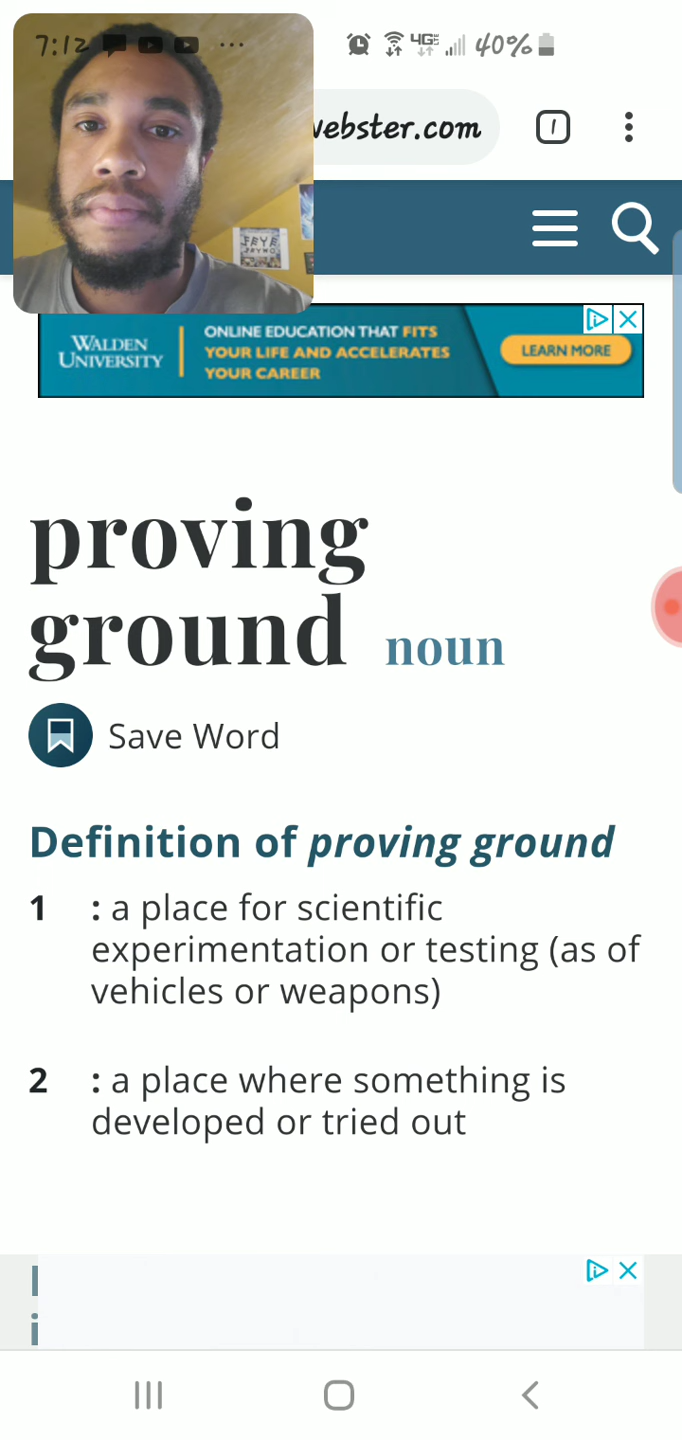 7:12
4GE
40%
webster.com
1
WALDEN
UNIVERSITY
ONLINE EDUCATION THAT FITS
YOUR LIFE AND ACCELERATES
YOUR CAREER
LEARN MORE
proving
ground noun
Save Word
Definition of proving ground
1 : a place for scientific
experimentation or testing (as of
vehicles or weapons)
2 : a place where something is
developed or tried out